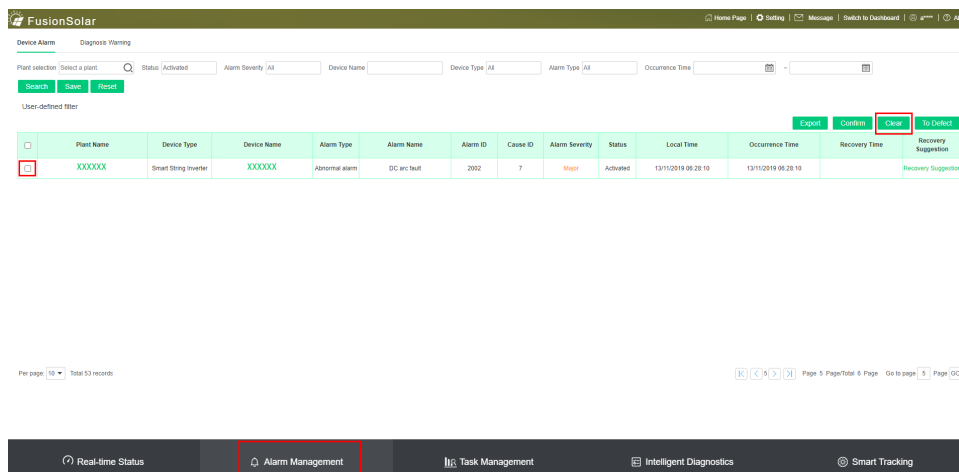 FusionSolar
Home Page | Setting | Message | Switch to Dashboard | a**** |
Device Alarm Diagnosis Warning
Plant selection Select a plant. Status Activated Alarm Severity All Device Name Device Type All Alarm Type All Occurrence Time ~
Search Save Reset
User-defined filter
Export Confirm Clear To Defect
Plant Name Device Type Device Name Alarm Type Alarm Name Alarm ID Cause ID Alarm Severity Status Local Time Occurrence Time Recovery Time Recovery Suggestion
XXXXXX Smart String Inverter XXXXXX Abnormal alarm DC arc fault 2002 7 Major Activated 13/11/2019 06:28:10 13/11/2019 06:28:10 Recovery Suggestion
Per page: 10 Total 53 records 5 Page 5 Page/Total 6 Page Go to page 5 Page GO
Real-time Status Alarm Management Task Management Intelligent Diagnostics Smart Tracking